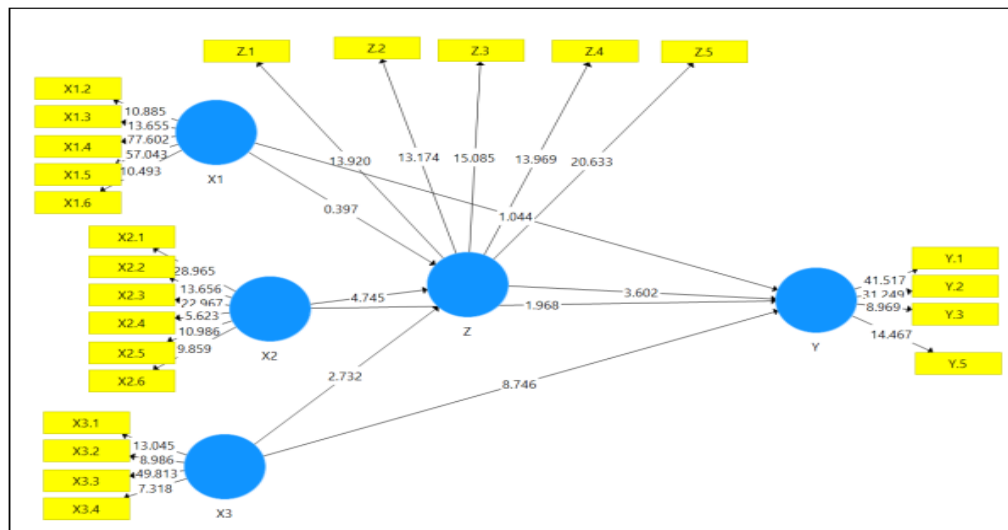 Z.1
Z.2
Z.3
Z.4
Z.5
X1.2
X1.3
X1.4
X1.5
X1.6
10.885
13.655
77.602
57.043
10.493
X1
13.920
13.174
15.085
13.969
20.633
0.397
1.044
X2.1
X2.2
X2.3
X2.4
X2.5
X2.6
28.965
13.656
22.967
5.623
10.986
9.859
X2
4.745
Z
3.602
1.968
Y
41.517
31.249
8.969
14.467
Y.1
Y.2
Y.3
Y.5
2.732
8.746
X3.1
X3.2
X3.3
X3.4
13.045
8.986
49.813
7.318
X3